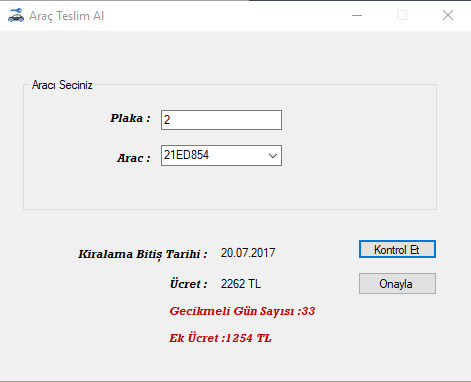 Araç Teslim Al
Aracı Seciniz
Plaka : 2
Arac : 21ED854
Kiralama Bitiş Tarihi : 20.07.2017 Kontrol Et
Ücret : 2262 TL Onayla
Gecikmeli Gün Sayısı :33
Ek Ücret :1254 TL